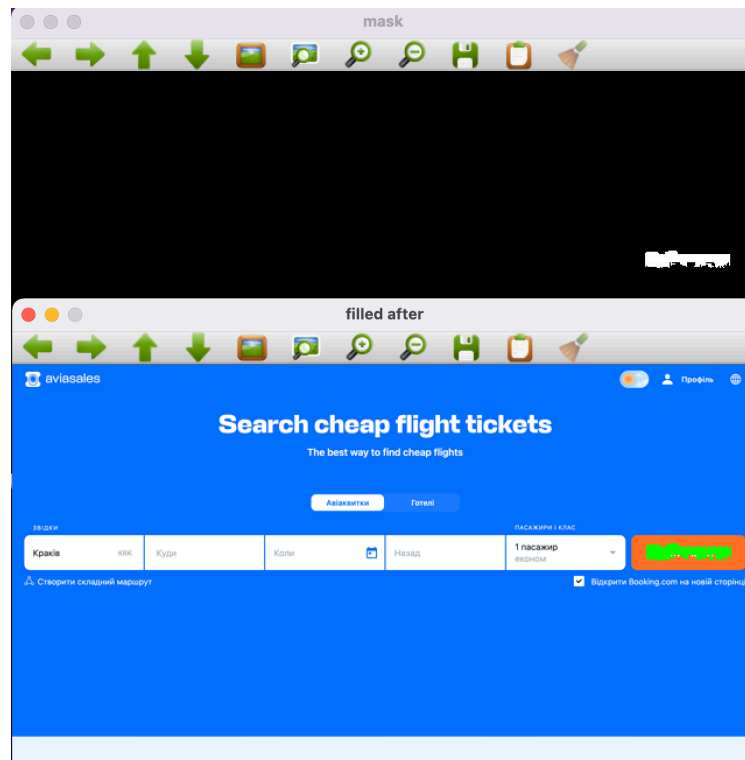 mask
filled after
aviasales
Профіль
Search cheap flight tickets
The best way to find cheap flights
Авіаквитки Готелі
ЗВІДКИ ПАСАЖИРИ І КЛАС
Краків KRK Куди Коли Назад 1 пасажир
економ
Створити складний маршрут Відкрити Booking.com на новій сторінці